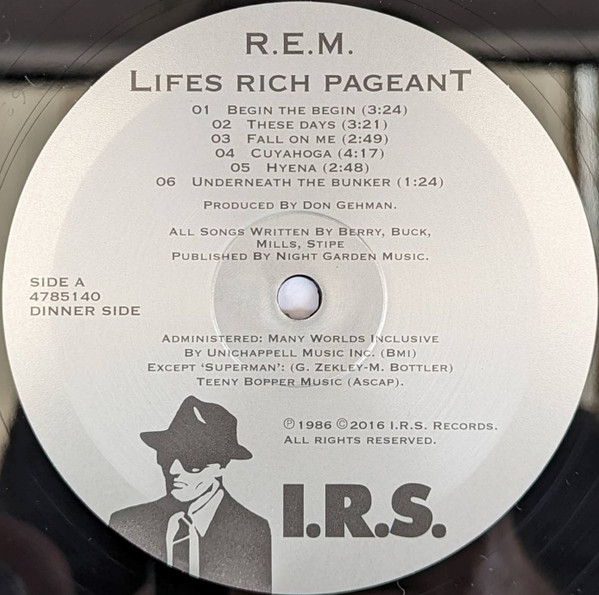 R.E.M.
LIFES RICH PAGEANT
01 BEGIN THE BEGIN (3:24)
02 THESE DAYS (3:21)
03 FALL ON ME (2:49)
04 CUYAHOGA (4:17)
05 HYENA (2:48)
06 UNDERNEATH THE BUNKER (1:24)
PRODUCED BY DON GEHMAN.
ALL SONGS WRITTEN BY BERRY, BUCK,
MILLS, STIPE
PUBLISHED BY NIGHT GARDEN MUSIC.
SIDE A
4785140
DINNER SIDE
ADMINISTERED: MANY WORLDS INCLUSIVE
BY UNICHAPPELL MUSIC INC. (BMI)
EXCEPT ‘SUPERMAN’: (G. ZEKLEY-M. BOTTLER)
TEENY BOPPER MUSIC (ASCAP).
℗1986 ©2016 I.R.S. RECORDS.
ALL RIGHTS RESERVED.
I.R.S.